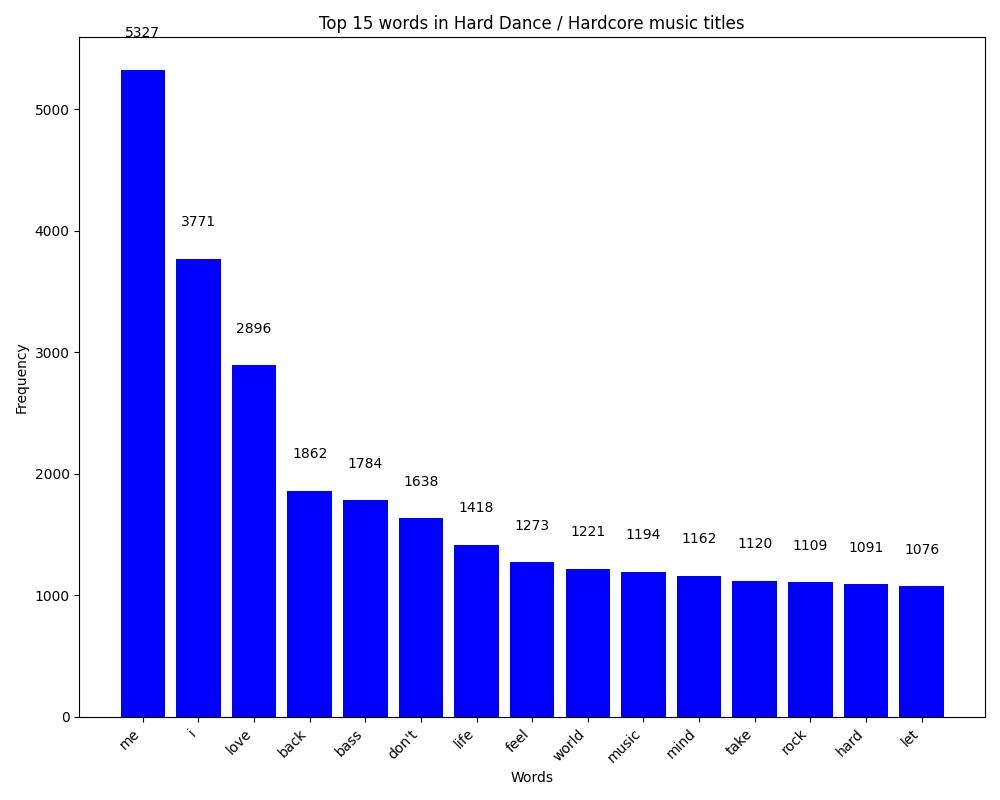 Top 15 words in Hard Dance / Hardcore music titles
5327
3771
2896
1862
1784
1638
1418
1273
1221
1194
1162
1120
1109
1091
1076
Frequency
5000
4000
3000
2000
1000
0
me
i
love
back
bass
don't
life
feel
world
music
mind
take
rock
hard
let
Words